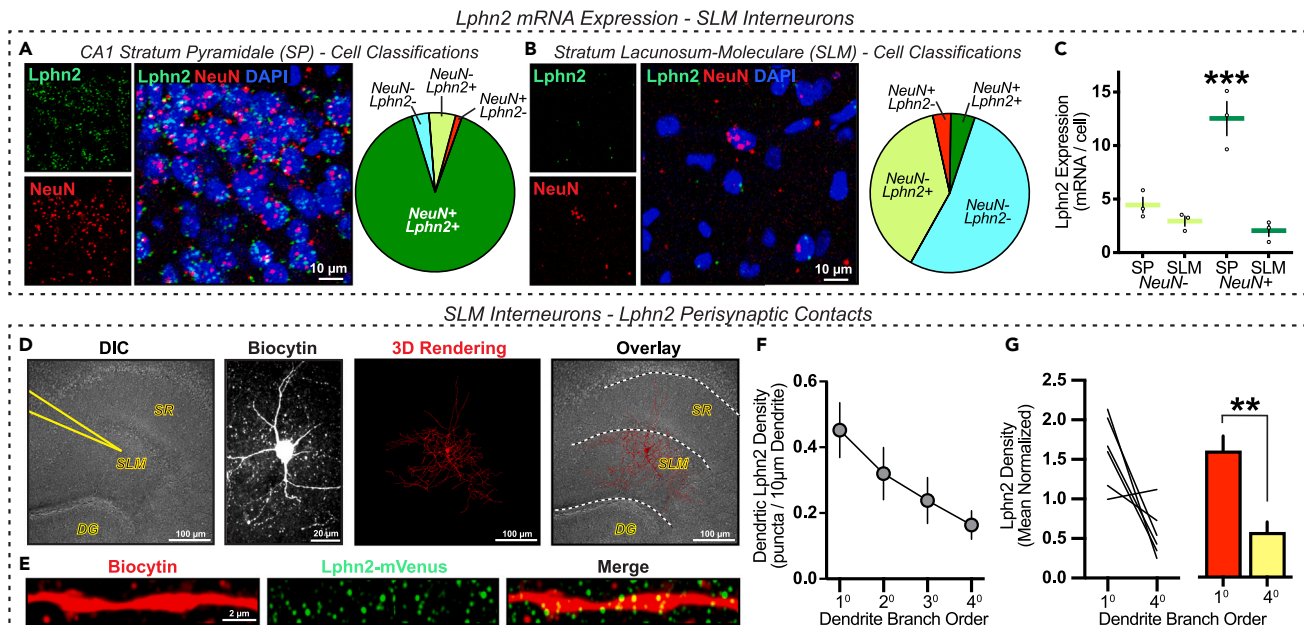 Lphn2 mRNA Expression - SLM Interneurons
A
CA1 Stratum Pyramidale (SP) - Cell Classifications
Lphn2
Lphn2 NeuN DAPI
NeuN
10 µm
NeuN-
Lphn2-
NeuN-
Lphn2+
NeuN+
Lphn2-
NeuN+
Lphn2+
B
Stratum Lacunosum-Moleculare (SLM) - Cell Classifications
Lphn2
Lphn2 NeuN DAPI
NeuN
10 µm
NeuN+
Lphn2-
NeuN+
Lphn2+
NeuN-
Lphn2+
NeuN-
Lphn2-
C
***
Lphn2 Expression
(mRNA / cell)
15
10
5
0
SP SLM SP SLM
NeuN- NeuN+
SLM Interneurons - Lphn2 Perisynaptic Contacts
D
DIC
Biocytin
3D Rendering
Overlay
SR
SLM
DG
100 µm
20 µm
100 µm
SR
SLM
DG
100 µm
E
Biocytin
Lphn2-mVenus
Merge
2 µm
F
Dendritic Lphn2 Density
(puncta / 10µm Dendrite)
0.6
0.4
0.2
0.0
1⁰ 2⁰ 3⁰ 4⁰
Dendrite Branch Order
G
Lphn2 Density
(Mean Normalized)
2.5
2.0
1.5
1.0
0.5
0.0
**
1⁰ 4⁰ 1⁰ 4⁰
Dendrite Branch Order